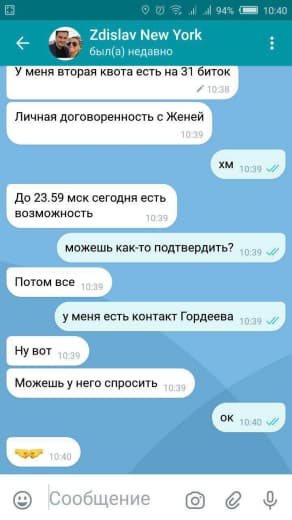 94% 10:40
Zdislav New York
был(а) недавно
У меня вторая квота есть на 31 биток
10:38
Личная договоренность с Женей
10:39
хм 10:39
До 23.59 мск сегодня есть
возможность 10:39
можешь как-то подтвердить? 10:39
Потом все 10:39
у меня есть контакт Гордеева 10:39
Ну вот 10:39
Можешь у него спросить 10:39
ок 10:40
10:40
Сообщение